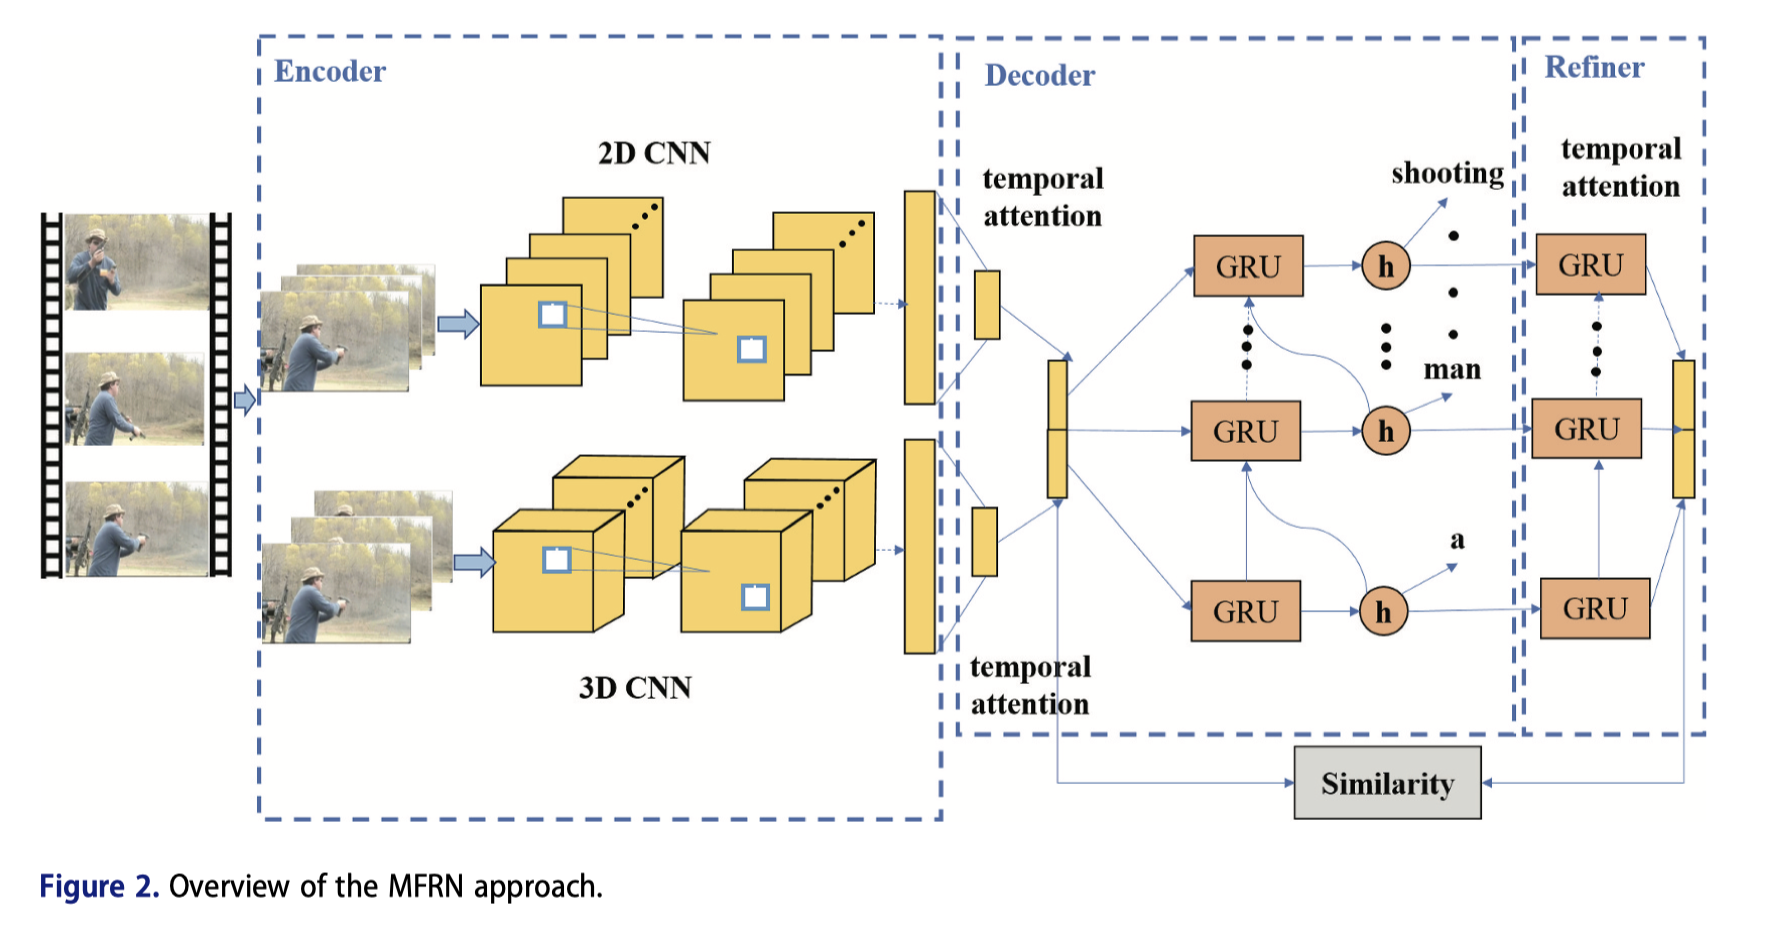 Encoder
2D CNN
3D CNN
Decoder
temporal
attention
temporal
attention
GRU
h
shooting
GRU
h
man
GRU
h
a
Refiner
temporal
attention
GRU
GRU
GRU
Similarity
Figure 2. Overview of the MFRN approach.